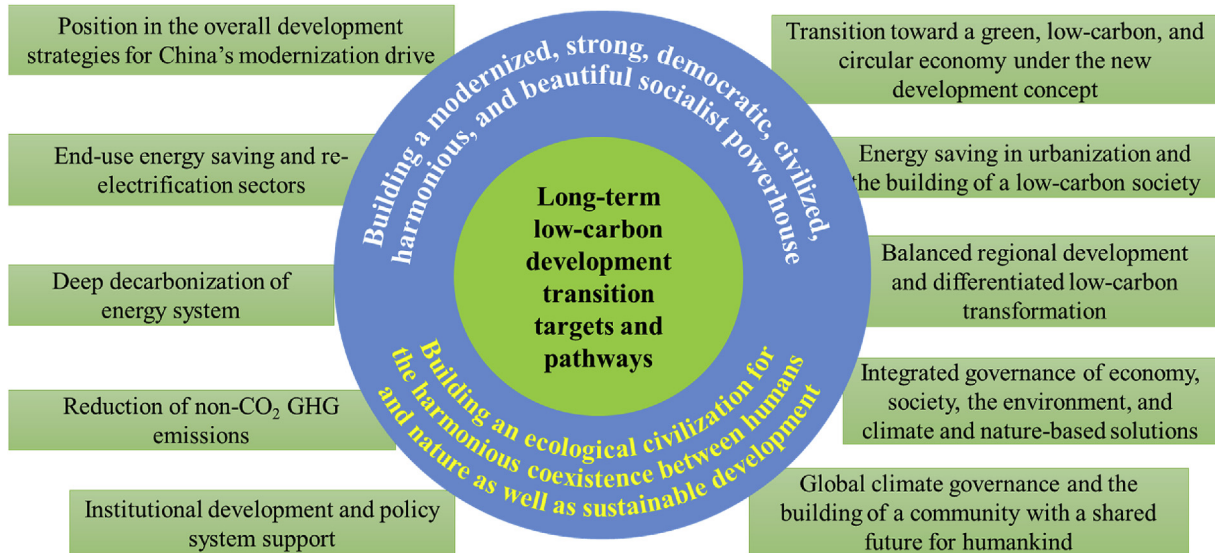 Position in the overall development
strategies for China’s modernization drive
End-use energy saving and re-
electrification sectors
Deep decarbonization of
energy system
Reduction of non-CO₂ GHG
emissions
Institutional development and policy
system support
Building a modernized, strong, democratic, civilized,
harmonious, and beautiful socialist powerhouse
Long-term
low-carbon
development
transition
targets and
pathways
Building an ecological civilization for
the harmonious coexistence between humans
and nature as well as sustainable development
Transition toward a green, low-carbon, and
circular economy under the new
development concept
Energy saving in urbanization and
the building of a low-carbon society
Balanced regional development
and differentiated low-carbon
transformation
Integrated governance of economy,
society, the environment, and
climate and nature-based solutions
Global climate governance and the
building of a community with a shared
future for humankind